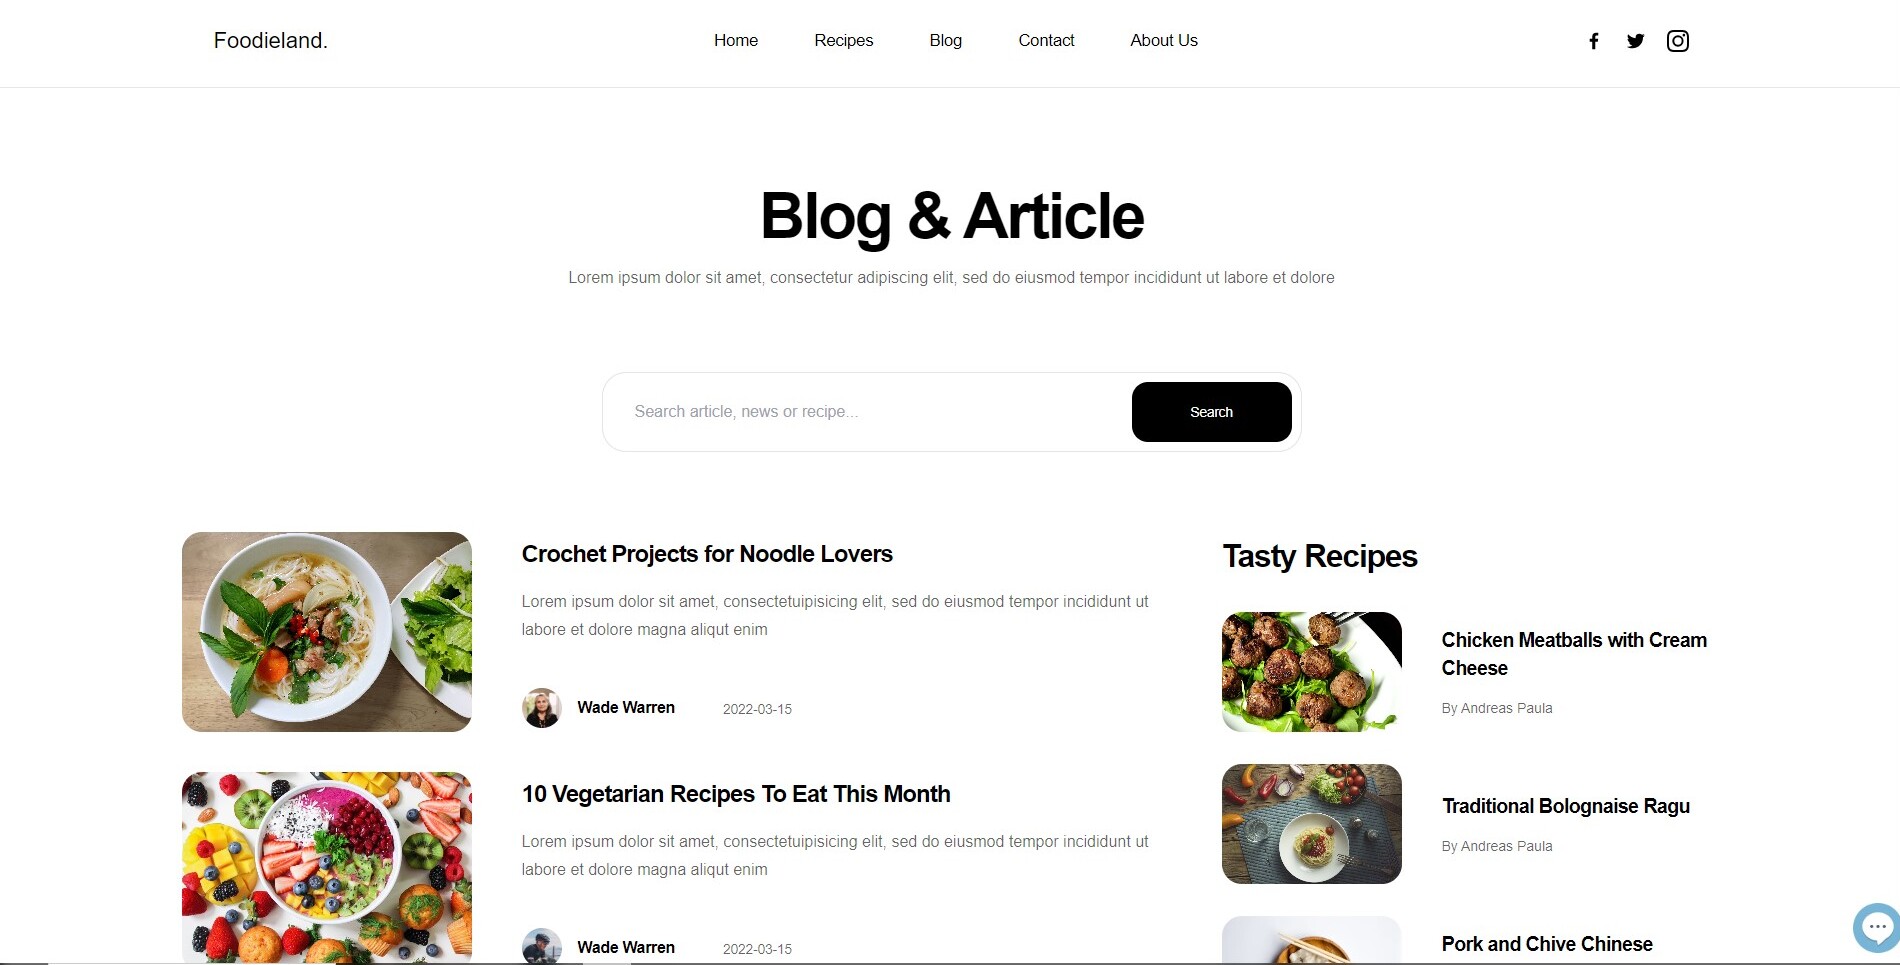 Foodieland.
Home Recipes Blog Contact About Us
Blog & Article
Lorem ipsum dolor sit amet, consectetur adipiscing elit, sed do eiusmod tempor incididunt ut labore et dolore
Search article, news or recipe...
Search
Crochet Projects for Noodle Lovers
Lorem ipsum dolor sit amet, consectetuipisicing elit, sed do eiusmod tempor incididunt ut
labore et dolore magna aliqut enim
Wade Warren 2022-03-15
10 Vegetarian Recipes To Eat This Month
Lorem ipsum dolor sit amet, consectetuipisicing elit, sed do eiusmod tempor incididunt ut
labore et dolore magna aliqut enim
Wade Warren 2022-03-15
Tasty Recipes
Chicken Meatballs with Cream
Cheese
By Andreas Paula
Traditional Bolognaise Ragu
By Andreas Paula
Pork and Chive Chinese